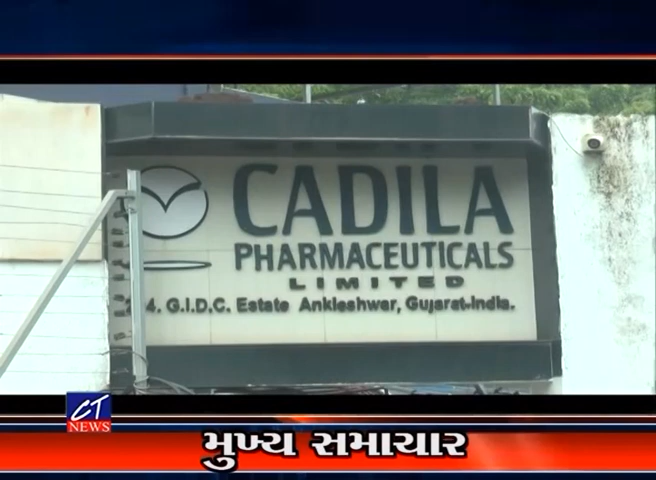 CADILA
PHARMACEUTICALS
LIMITED
4. G.I.D.C. Estate Ankleshwar, Gujarat-India.
CT
NEWS
મુખ્ય સમાચાર